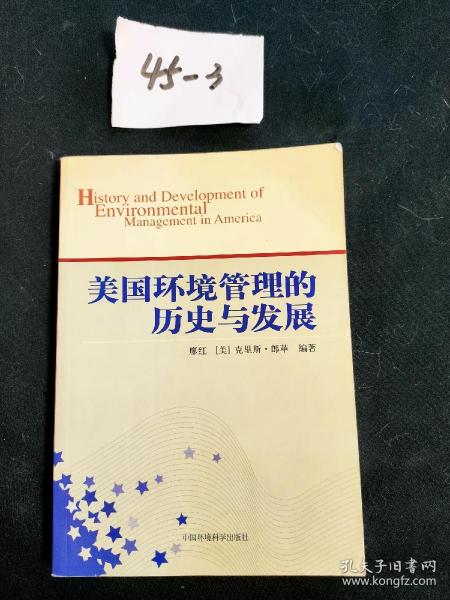 45-3
History and Development of
Environmental
Management in America
美国环境管理的
历史与发展
廖红 [美] 克里斯·郎革 编著
中国环境科学出版社
孔夫子旧书网
www.kongfz.com